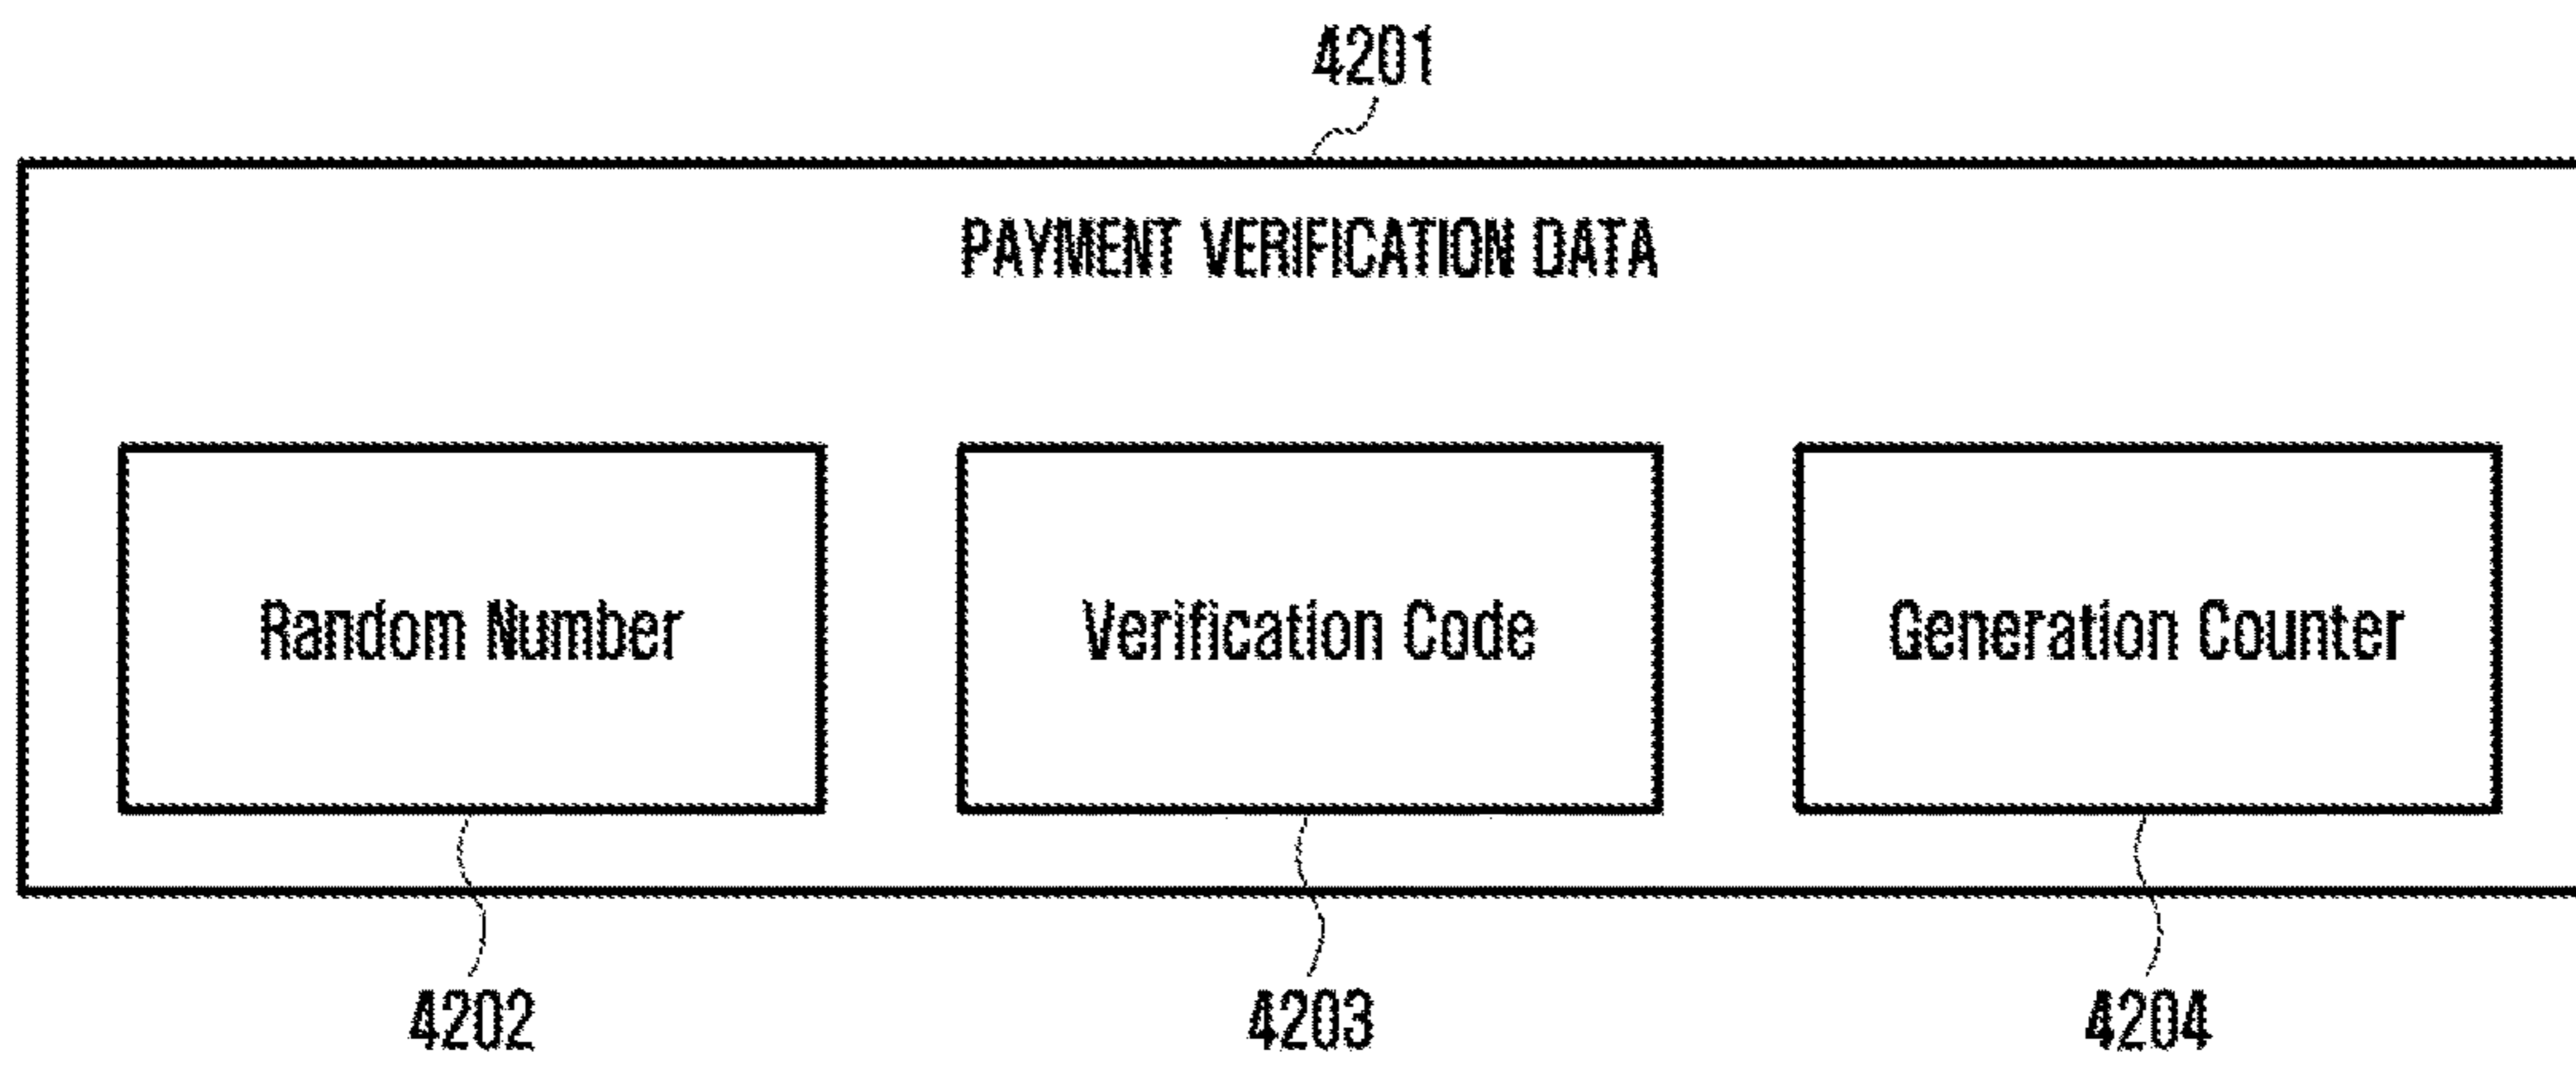 4201
PAYMENT VERIFICATION DATA
Random Number
Verification Code
Generation Counter
4202
4203
4204